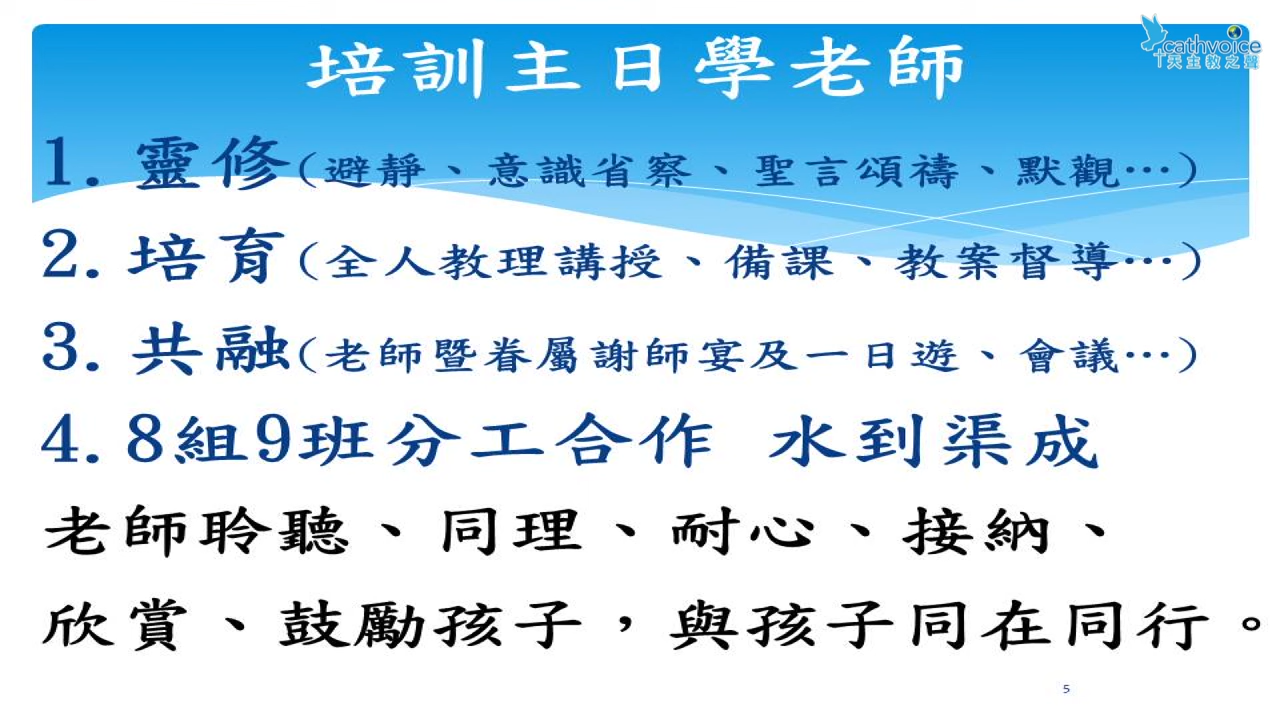 培訓主日學老師
cathvoice
天主教之聲
1. 靈修(避靜、意識省察、聖言頌禱、默觀…)
2. 培育(全人教理講授、備課、教案督導…)
3. 共融(老師暨眷屬謝師宴及一日遊、會議…)
4. 8組9班分工合作 水到渠成
老師聆聽、同理、耐心、接納、
欣賞、鼓勵孩子，與孩子同在同行。
5